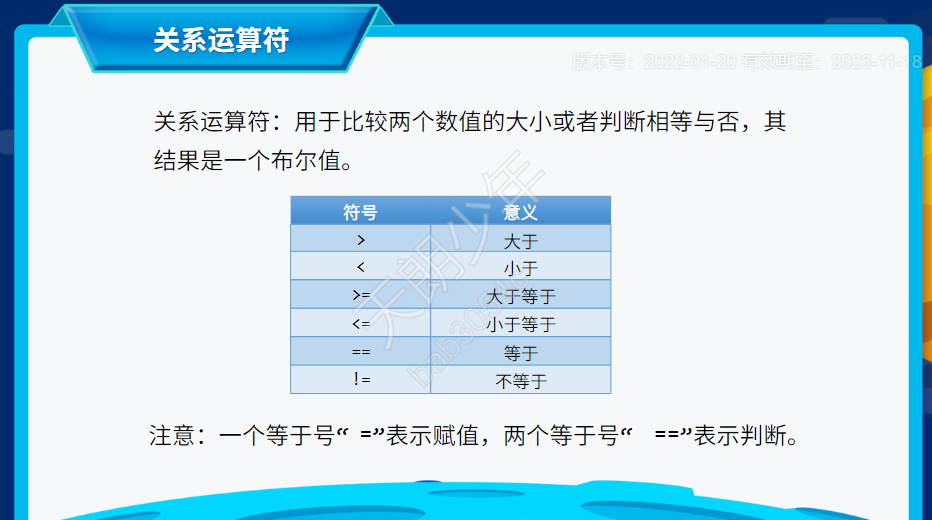 关系运算符
版本号：2022-01-20 有效期至：2023-11-18
关系运算符：用于比较两个数值的大小或者判断相等与否，其
结果是一个布尔值。
符号 意义
> 大于
< 小于
>= 大于等于
<= 小于等于
== 等于
!= 不等于
天朗少年
注意：一个等于号“ =”表示赋值，两个等于号“ ==”表示判断。